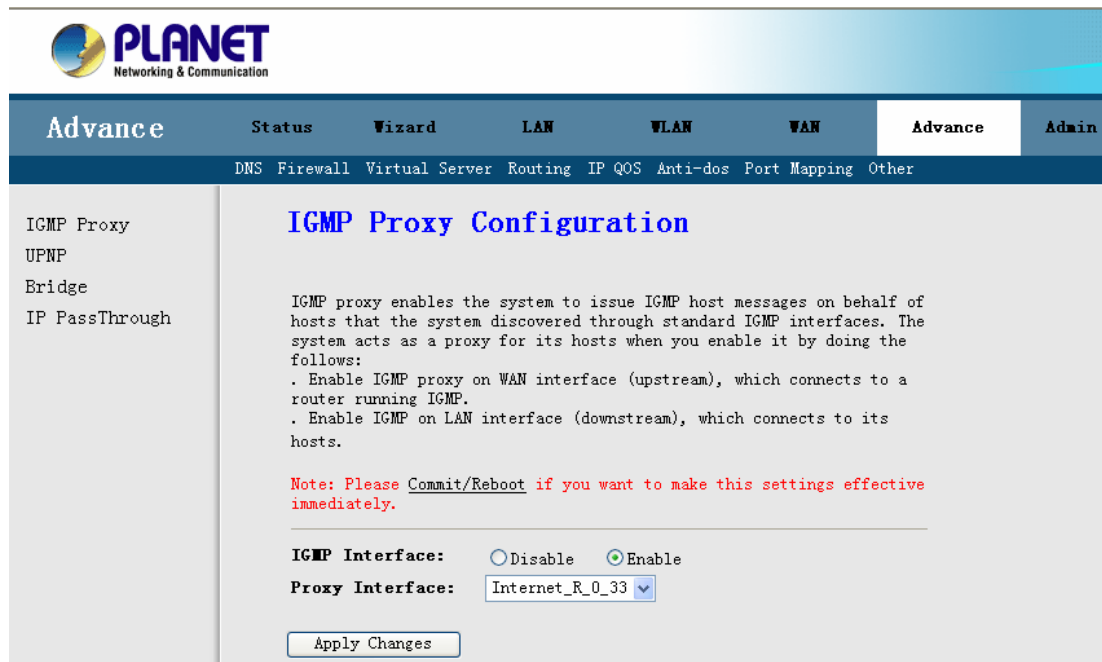 PLANET
Networking & Communication
Advance Status Wizard LAN WLAN WAN Advance Admin
DNS Firewall Virtual Server Routing IP QOS Anti-dos Port Mapping Other
IGMP Proxy
UPNP
Bridge
IP PassThrough
IGMP Proxy Configuration
IGMP proxy enables the system to issue IGMP host messages on behalf of
hosts that the system discovered through standard IGMP interfaces. The
system acts as a proxy for its hosts when you enable it by doing the
follows:
. Enable IGMP proxy on WAN interface (upstream), which connects to a
router running IGMP.
. Enable IGMP on LAN interface (downstream), which connects to its
hosts.
Note: Please Commit/Reboot if you want to make this settings effective
immediately.
IGMP Interface: Disable Enable
Proxy Interface: Internet_R_0_33
Apply Changes